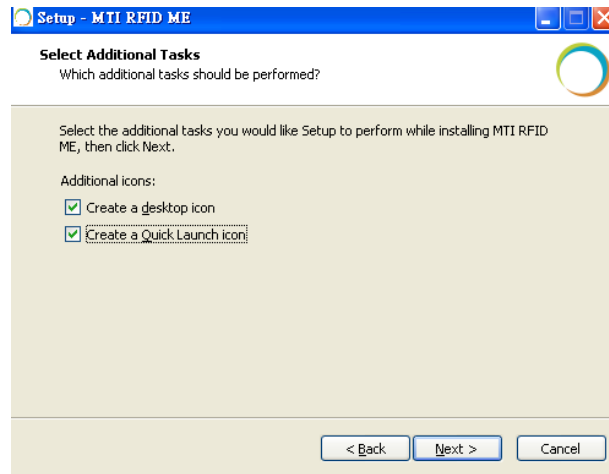 Setup - MTI RFID ME
Select Additional Tasks
Which additional tasks should be performed?
Select the additional tasks you would like Setup to perform while installing MTI RFID
ME, then click Next.
Additional icons:
Create a desktop icon
Create a Quick Launch icon
< Back Next > Cancel